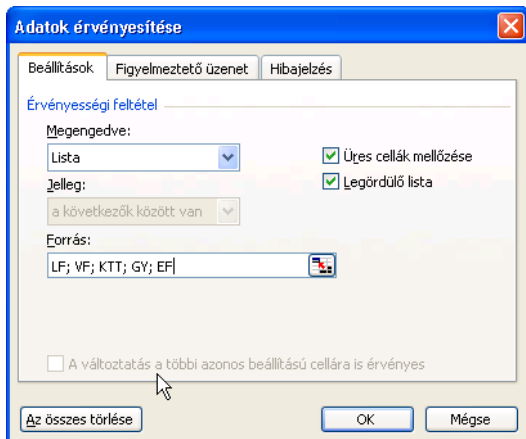 Adatok érvényesítése
Beállítások Figyelmeztető üzenet Hibajelzés
Érvényességi feltétel
Megengedve:
Lista
Üres cellák mellőzése
Jelleg:
Legördülő lista
a következők között van
Forrás:
LF; VF; KTT; GY; EF
A változtatás a többi azonos beállítású cellára is érvényes
Az összes törlése OK Mégse